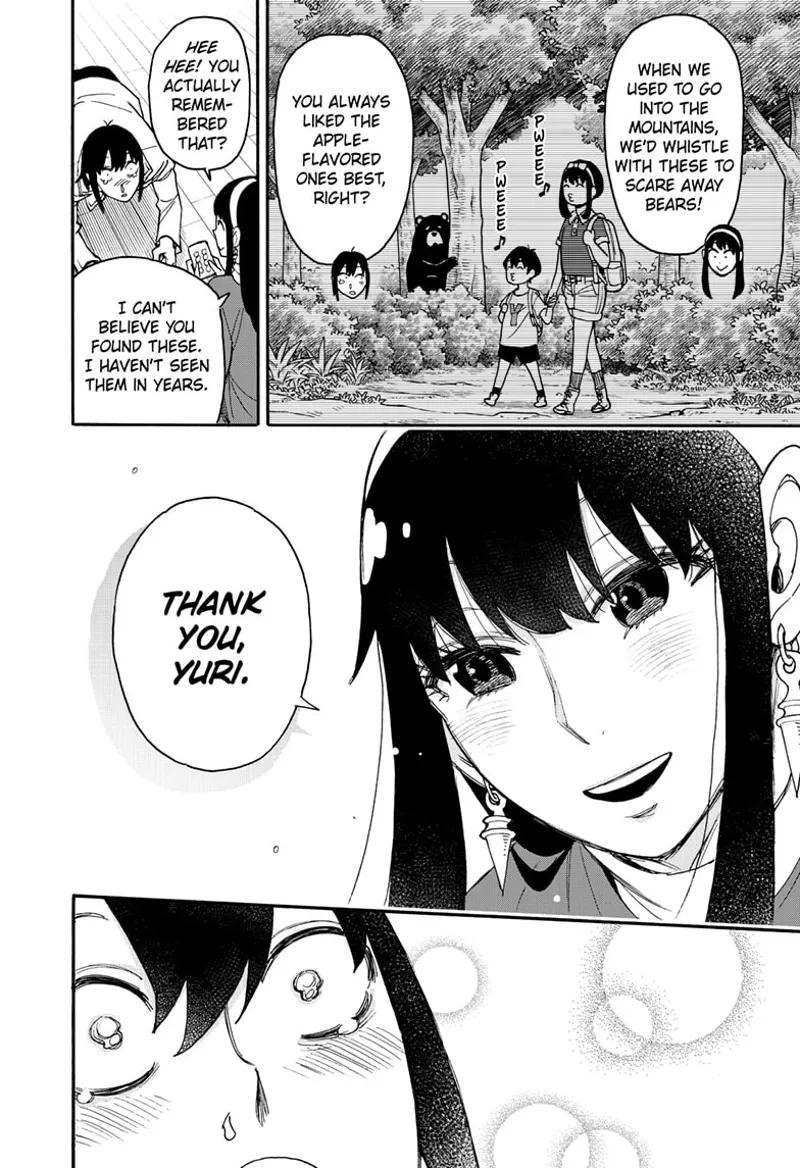 WHEN WE
USED TO GO
INTO THE
MOUNTAINS,
WE'D WHISTLE
WITH THESE TO
SCARE AWAY
BEARS!
PWEEE
PWEEE
YOU ALWAYS
LIKED THE
APPLE-
FLAVORED
ONES BEST,
RIGHT?
HEE
HEE! YOU
ACTUALLY
REMEM-
BERED
THAT?
I CAN'T
BELIEVE YOU
FOUND THESE.
I HAVEN'T SEEN
THEM IN YEARS.
THANK
YOU,
YURI.